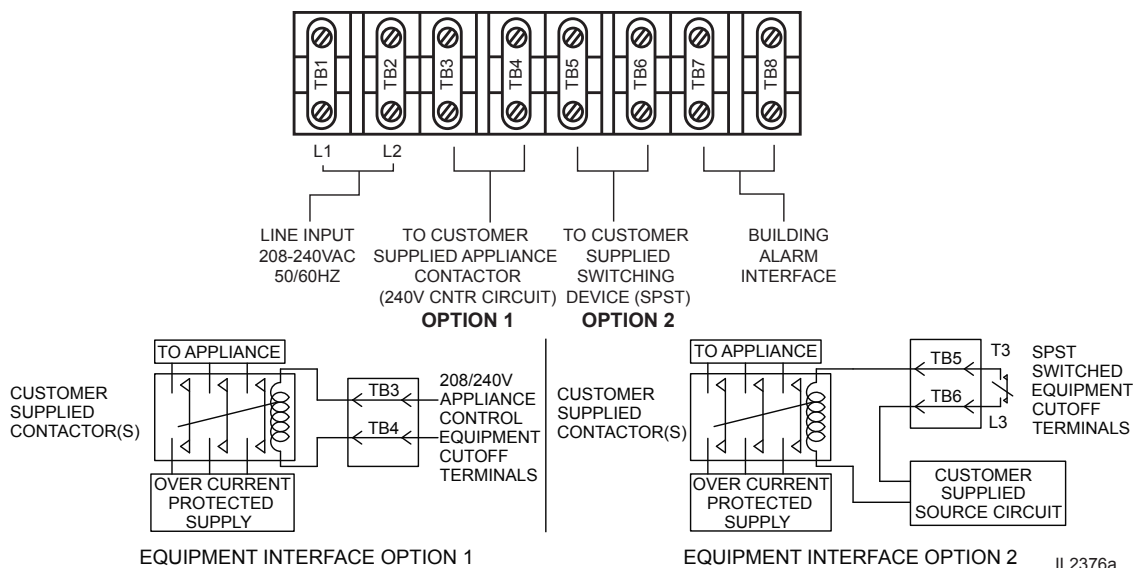 TB1 TB2 TB3 TB4 TB5 TB6 TB7 TB8
L1 L2
LINE INPUT
208-240VAC
50/60HZ
TO CUSTOMER
SUPPLIED APPLIANCE
CONTACTOR
(240V CNTR CIRCUIT)
OPTION 1
TO CUSTOMER
SUPPLIED
SWITCHING
DEVICE (SPST)
OPTION 2
BUILDING
ALARM
INTERFACE
TO APPLIANCE
CUSTOMER
SUPPLIED
CONTACTOR(S)
TB3
TB4
208/240V
APPLIANCE
CONTROL
EQUIPMENT
CUTOFF
TERMINALS
OVER CURRENT
PROTECTED
SUPPLY
EQUIPMENT INTERFACE OPTION 1
TO APPLIANCE
CUSTOMER
SUPPLIED
CONTACTOR(S)
TB5
TB6
T3
L3
SPST
SWITCHED
EQUIPMENT
CUTOFF
TERMINALS
OVER CURRENT
PROTECTED
SUPPLY
CUSTOMER
SUPPLIED
SOURCE CIRCUIT
EQUIPMENT INTERFACE OPTION 2
IL2376a